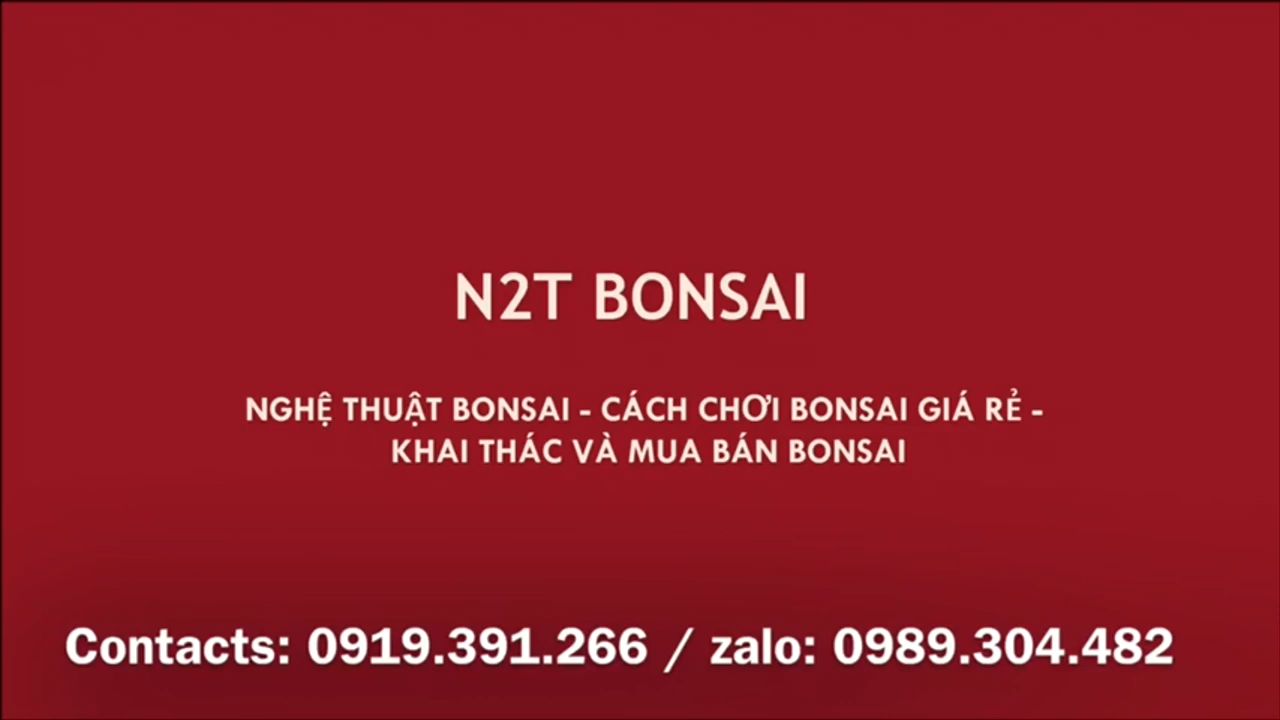 N2T BONSAI
NGHỆ THUẬT BONSAI - CÁCH CHƠI BONSAI GIÁ RẺ -
KHAI THÁC VÀ MUA BÁN BONSAI
Contacts: 0919.391.266 / zalo: 0989.304.482